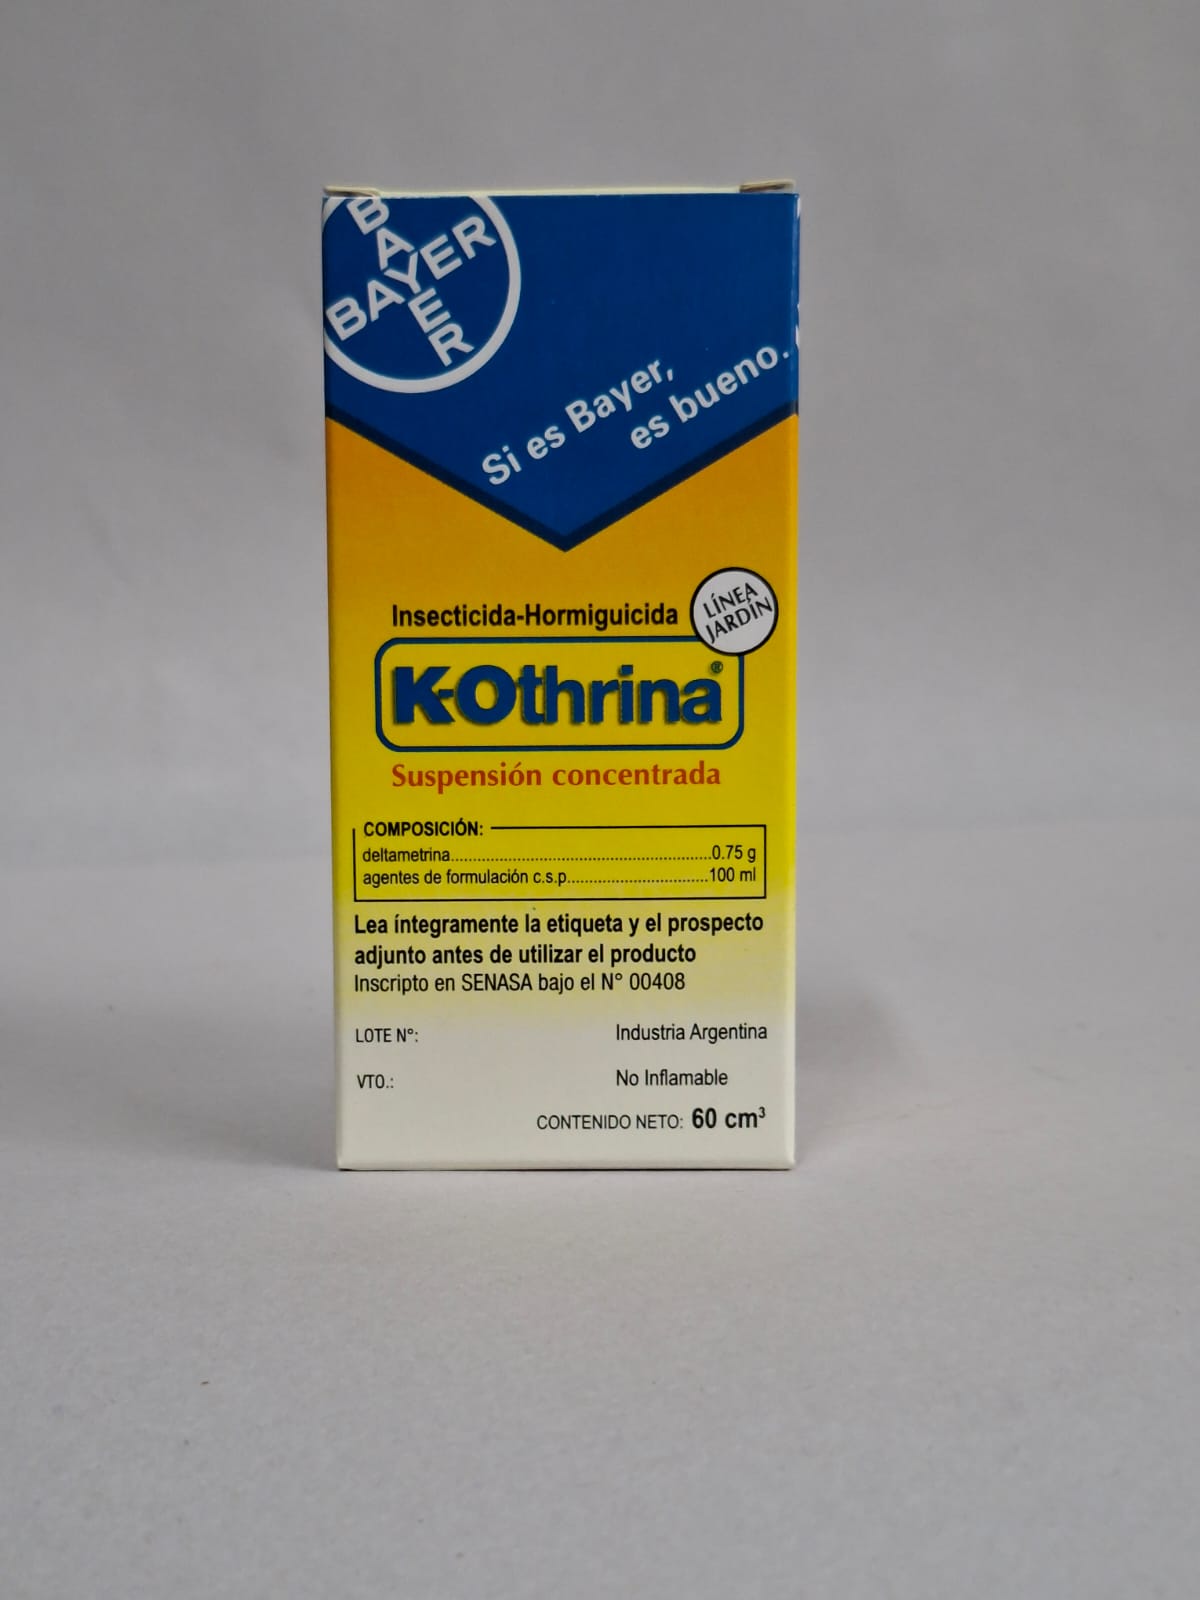 BAYER
BAYER
Si es Bayer,
es bueno.
Insecticida-Hormiguicida
LÍNEA
JARDÍN
K-Othrina®
Suspensión concentrada
COMPOSICIÓN:
deltametrina..........................................................0.75 g
agentes de formulación c.s.p................................100 ml
Lea íntegramente la etiqueta y el prospecto
adjunto antes de utilizar el producto
Inscripto en SENASA bajo el N° 00408
LOTE N°: Industria Argentina
VTO.: No Inflamable
CONTENIDO NETO: 60 cm³